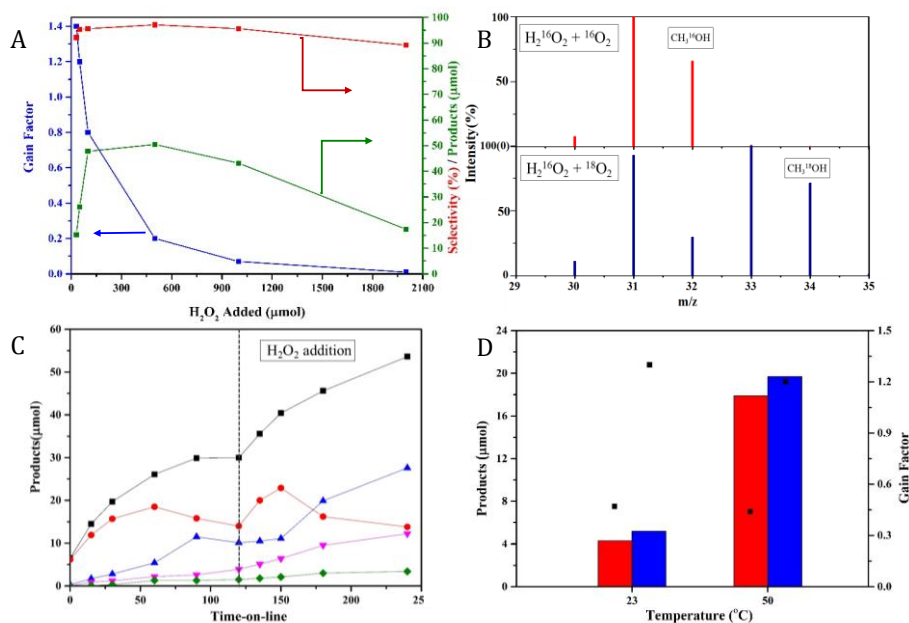 A
Gain Factor
1.4
1.2
1.0
0.8
0.6
0.4
0.2
0.0
0 300 600 900 1200 1500 1800 2100
H₂O₂ Added (μmol)
100
90
80
70
60
50
40
30
20
10
0
Selectivity (%) / Products (μmol)
B
H₂¹⁶O₂ + ¹⁶O₂
CH₃¹⁶OH
100
50
100(0)
50
0
Intensity(%)
H₂¹⁶O₂ + ¹⁸O₂
CH₃¹⁸OH
29 30 31 32 33 34 35
m/z
C
H₂O₂ addition
Products(μmol)
60
50
40
30
20
10
0
0 50 100 150 200 25
Time-on-line
D
Products (μmol)
24
20
16
12
8
4
0
23 50
Temperature (°C)
1.5
1.2
0.9
0.6
0.3
0.0
Gain Factor